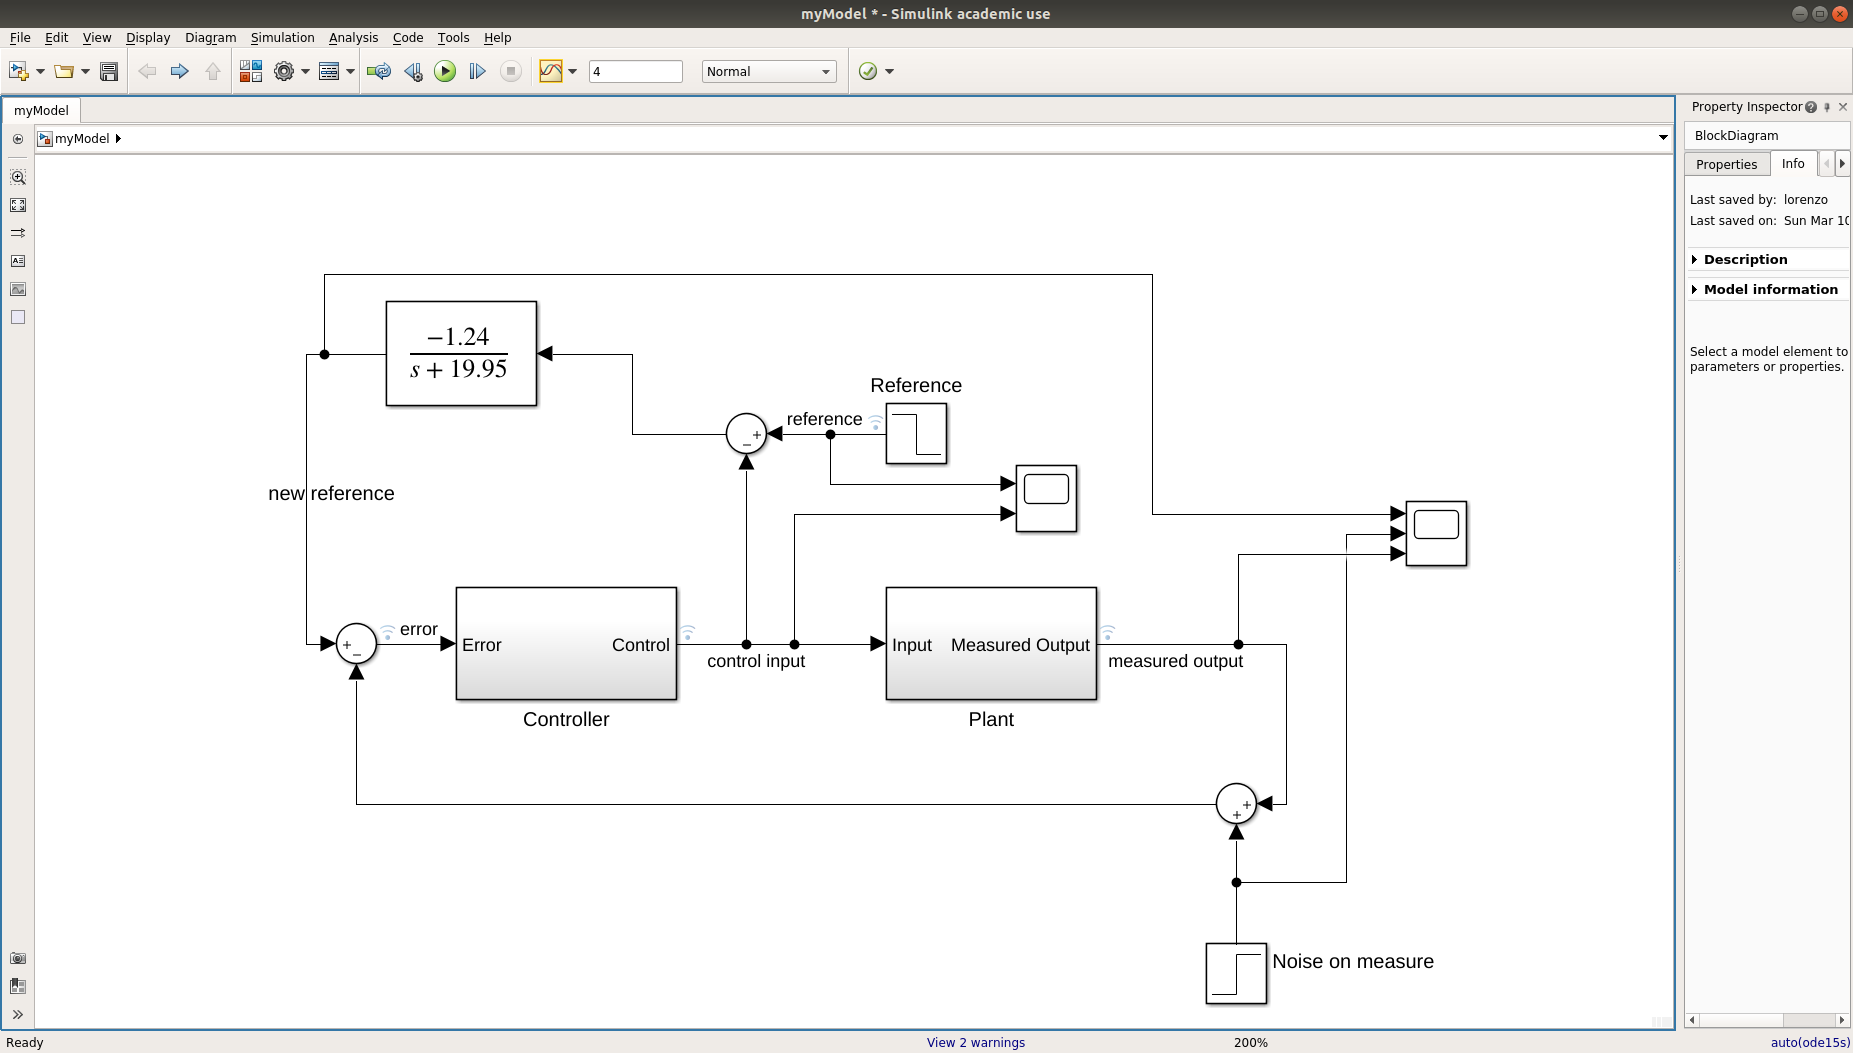 myModel * - Simulink academic use
File Edit View Display Diagram Simulation Analysis Code Tools Help
4
Normal
myModel
myModel
Property Inspector
BlockDiagram
Properties Info
Last saved by: lorenzo
Last saved on: Sun Mar 10
Description
Model information
Select a model element to
parameters or properties.
−1.24
s + 19.95
Reference
reference
+
−
new reference
+
−
error
Error
Control
Controller
control input
Input
Measured Output
Plant
measured output
+
+
Noise on measure
Ready
View 2 warnings
200%
auto(ode15s)